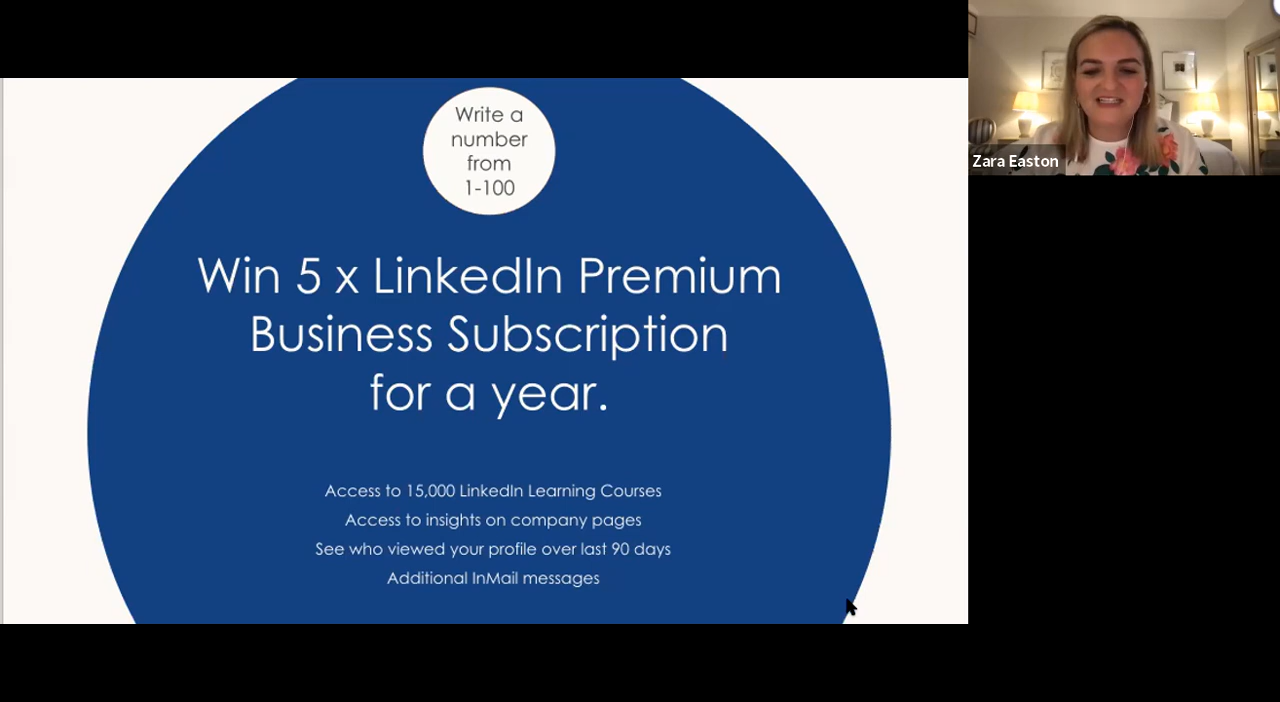 Write a
number
from
1-100
Win 5 x LinkedIn Premium
Business Subscription
for a year.
Access to 15,000 LinkedIn Learning Courses
Access to insights on company pages
See who viewed your profile over last 90 days
Additional InMail messages
Zara Easton